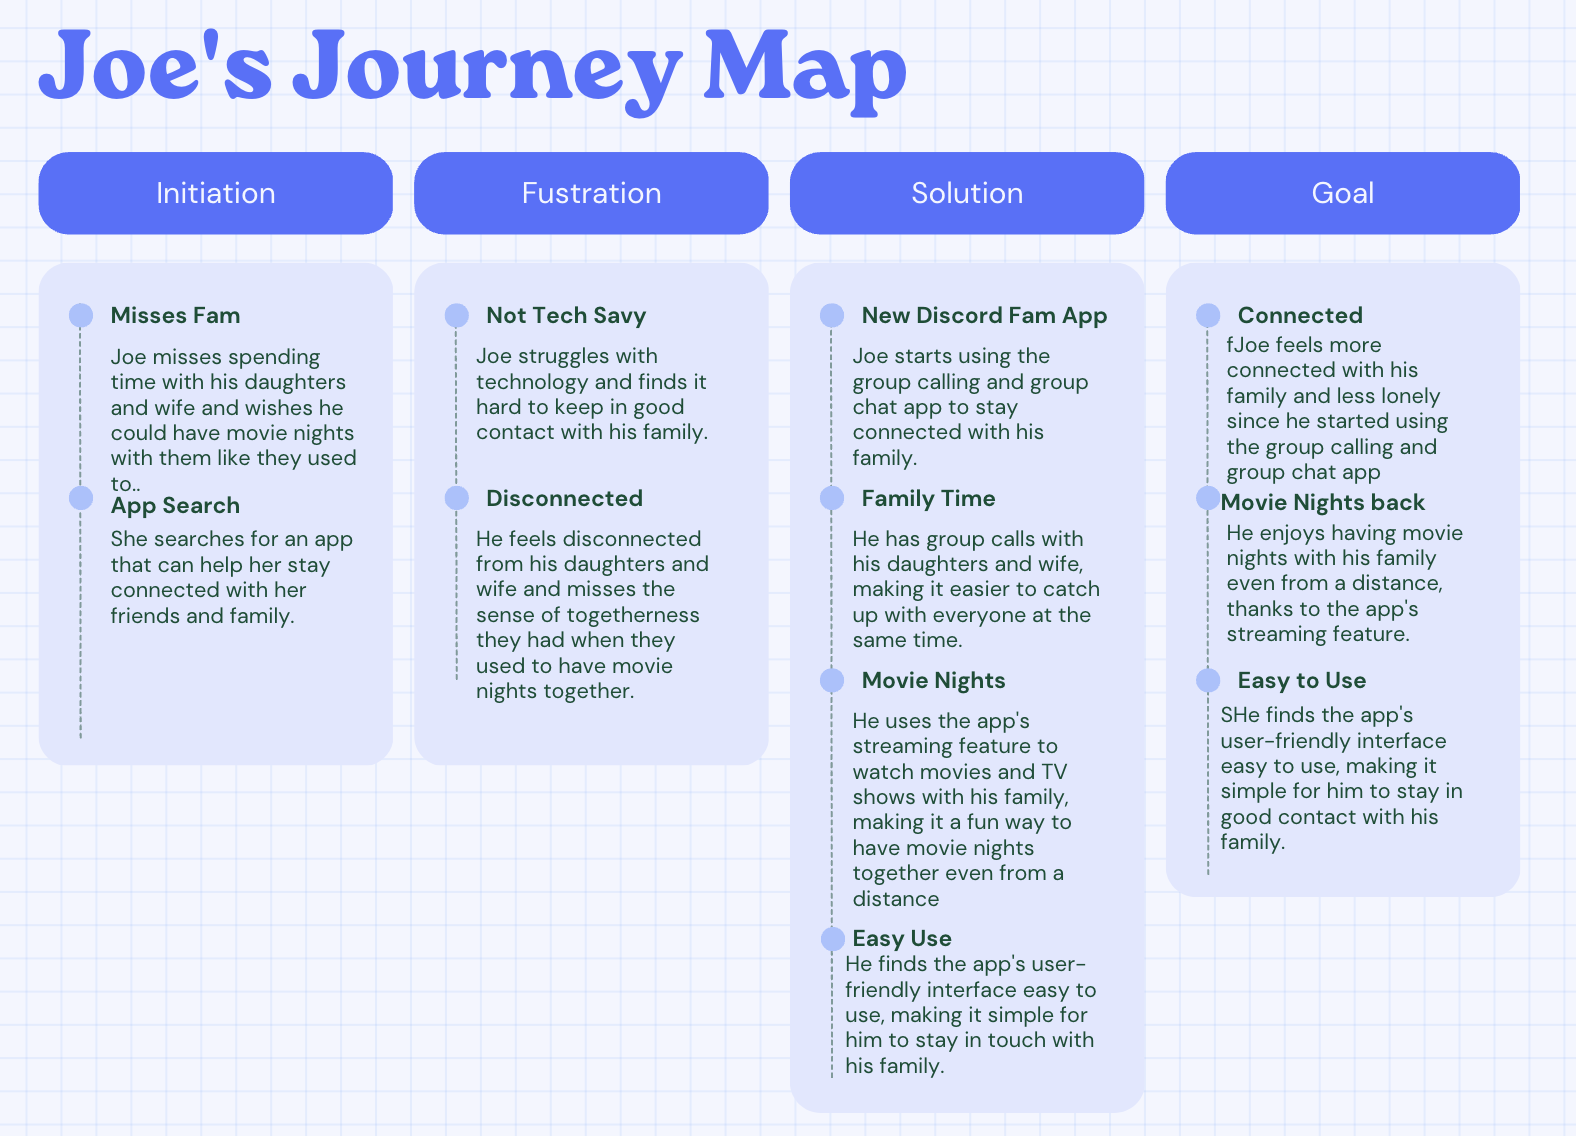 Joe's Journey Map
Initiation
Misses Fam
Joe misses spending
time with his daughters
and wife and wishes he
could have movie nights
with them like they used
to..
App Search
She searches for an app
that can help her stay
connected with her
friends and family.
Fustration
Not Tech Savy
Joe struggles with
technology and finds it
hard to keep in good
contact with his family.
Disconnected
He feels disconnected
from his daughters and
wife and misses the
sense of togetherness
they had when they
used to have movie
nights together.
Solution
New Discord Fam App
Joe starts using the
group calling and group
chat app to stay
connected with his
family.
Family Time
He has group calls with
his daughters and wife,
making it easier to catch
up with everyone at the
same time.
Movie Nights
He uses the app's
streaming feature to
watch movies and TV
shows with his family,
making it a fun way to
have movie nights
together even from a
distance
Easy Use
He finds the app's user-
friendly interface easy to
use, making it simple for
him to stay in touch with
his family.
Goal
Connected
fJoe feels more
connected with his
family and less lonely
since he started using
the group calling and
group chat app
Movie Nights back
He enjoys having movie
nights with his family
even from a distance,
thanks to the app's
streaming feature.
Easy to Use
SHe finds the app's
user-friendly interface
easy to use, making it
simple for him to stay in
good contact with his
family.